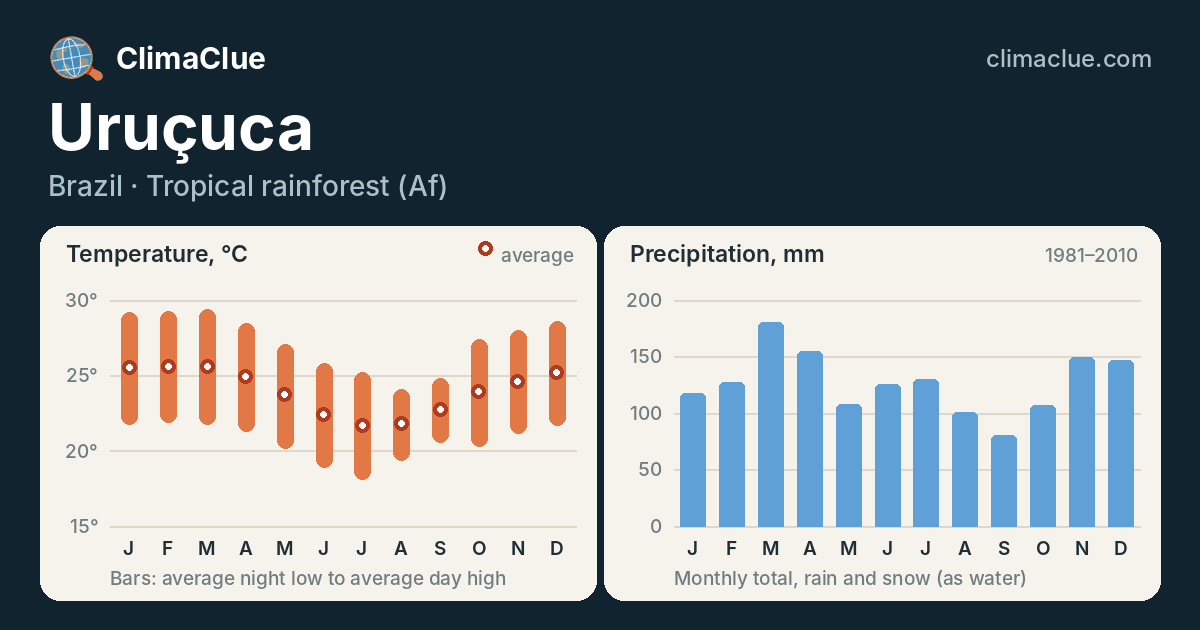 ClimaClue
climaclue.com
Uruçuca
Brazil · Tropical rainforest (Af)
Temperature, °C
average
30°
25°
20°
15°
J F M A M J J A S O N D
Bars: average night low to average day high
Precipitation, mm
1981–2010
200
150
100
50
0
J F M A M J J A S O N D
Monthly total, rain and snow (as water)